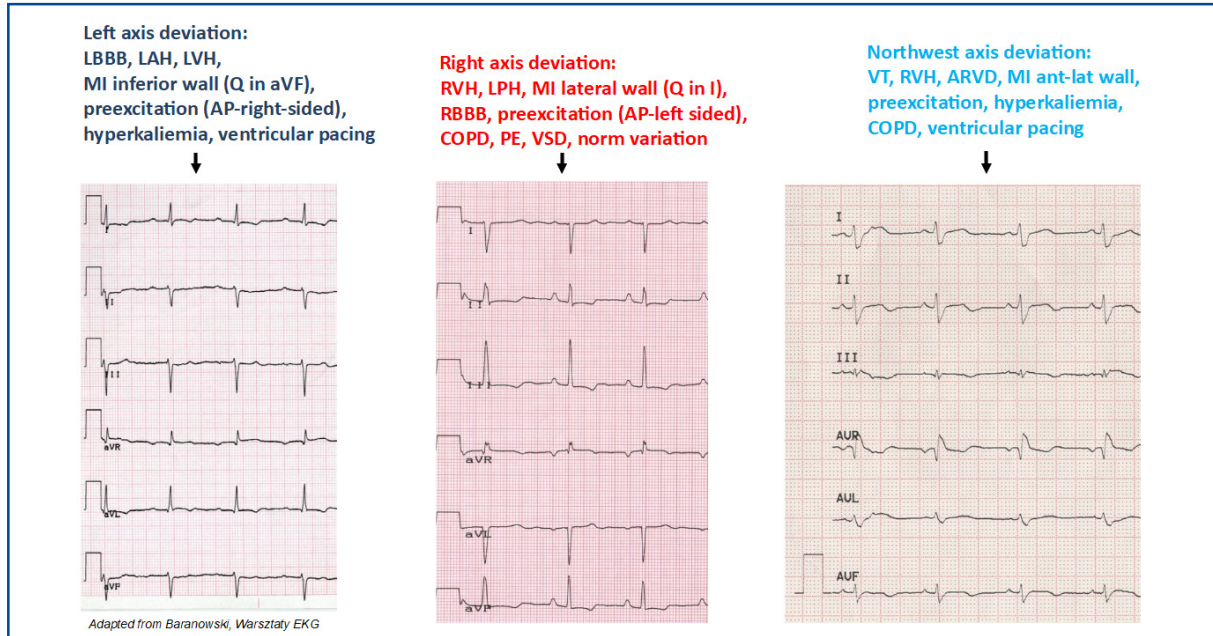 Left axis deviation:
LBBB, LAH, LVH,
MI inferior wall (Q in aVF),
preexcitation (AP-right-sided),
hyperkaliemia, ventricular pacing
Right axis deviation:
RVH, LPH, MI lateral wall (Q in I),
RBBB, preexcitation (AP-left sided),
COPD, PE, VSD, norm variation
Northwest axis deviation:
VT, RVH, ARVD, MI ant-lat wall,
preexcitation, hyperkaliemia,
COPD, ventricular pacing
I
II
III
aVR
aVL
aVF
Adapted from Baranowski, Warsztaty EKG
I
II
III
aVR
aVL
aVF
I
II
III
AVR
AVL
AVF